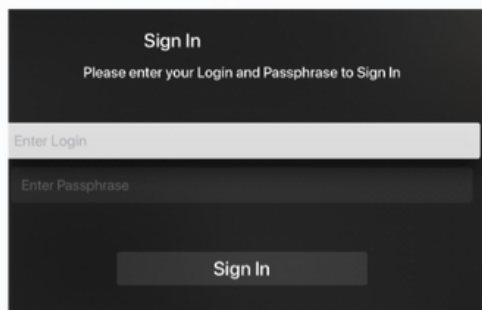 Sign In
Please enter your Login and Passphrase to Sign In
Enter Login
Enter Passphrase
Sign In